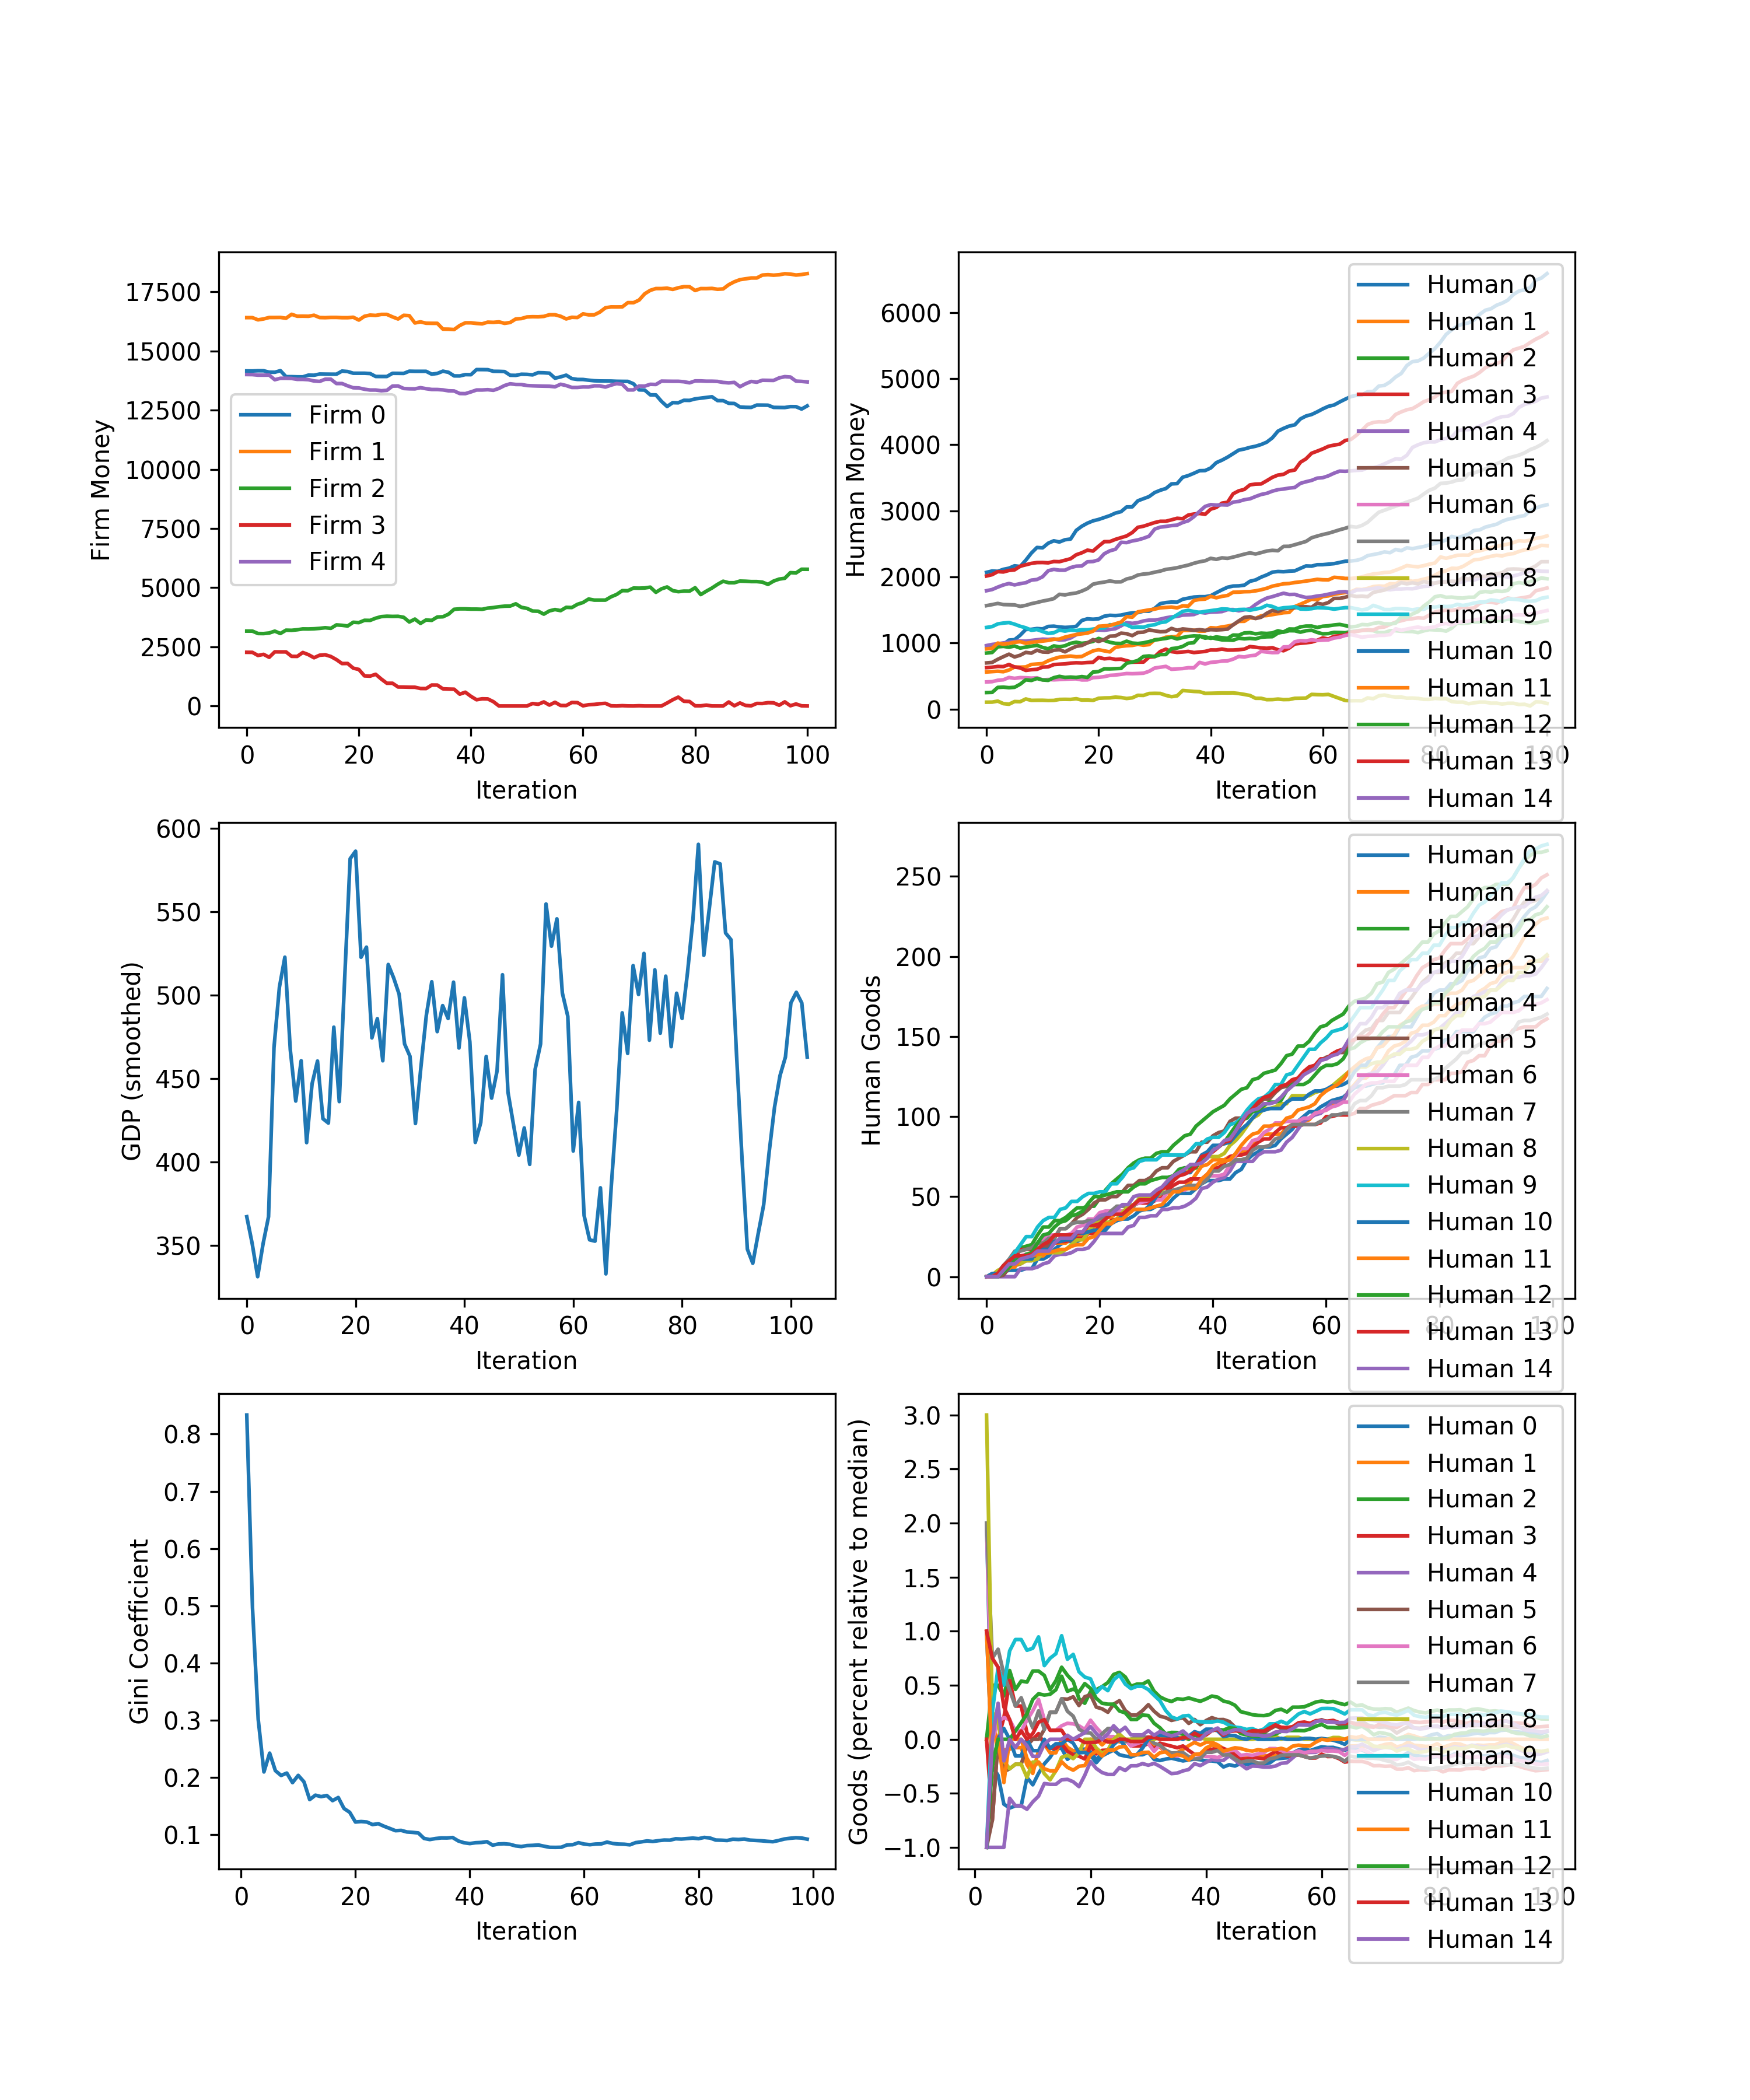 17500
15000
12500
10000
7500
5000
2500
0
Firm Money
Firm 0
Firm 1
Firm 2
Firm 3
Firm 4
0 20 40 60 80 100
Iteration
6000
5000
4000
3000
2000
1000
0
Human Money
Human 0
Human 1
Human 2
Human 3
Human 4
Human 5
Human 6
Human 7
Human 8
Human 9
Human 10
Human 11
Human 12
Human 13
Human 14
0 20 40 60 80 100
Iteration
600
550
500
450
400
350
GDP (smoothed)
0 20 40 60 80 100
Iteration
250
200
150
100
50
0
Human Goods
Human 0
Human 1
Human 2
Human 3
Human 4
Human 5
Human 6
Human 7
Human 8
Human 9
Human 10
Human 11
Human 12
Human 13
Human 14
0 20 40 60 80 100
Iteration
0.8
0.7
0.6
0.5
0.4
0.3
0.2
0.1
Gini Coefficient
0 20 40 60 80 100
Iteration
3.0
2.5
2.0
1.5
1.0
0.5
0.0
−0.5
−1.0
Goods (percent relative to median)
Human 0
Human 1
Human 2
Human 3
Human 4
Human 5
Human 6
Human 7
Human 8
Human 9
Human 10
Human 11
Human 12
Human 13
Human 14
0 20 40 60 80 100
Iteration